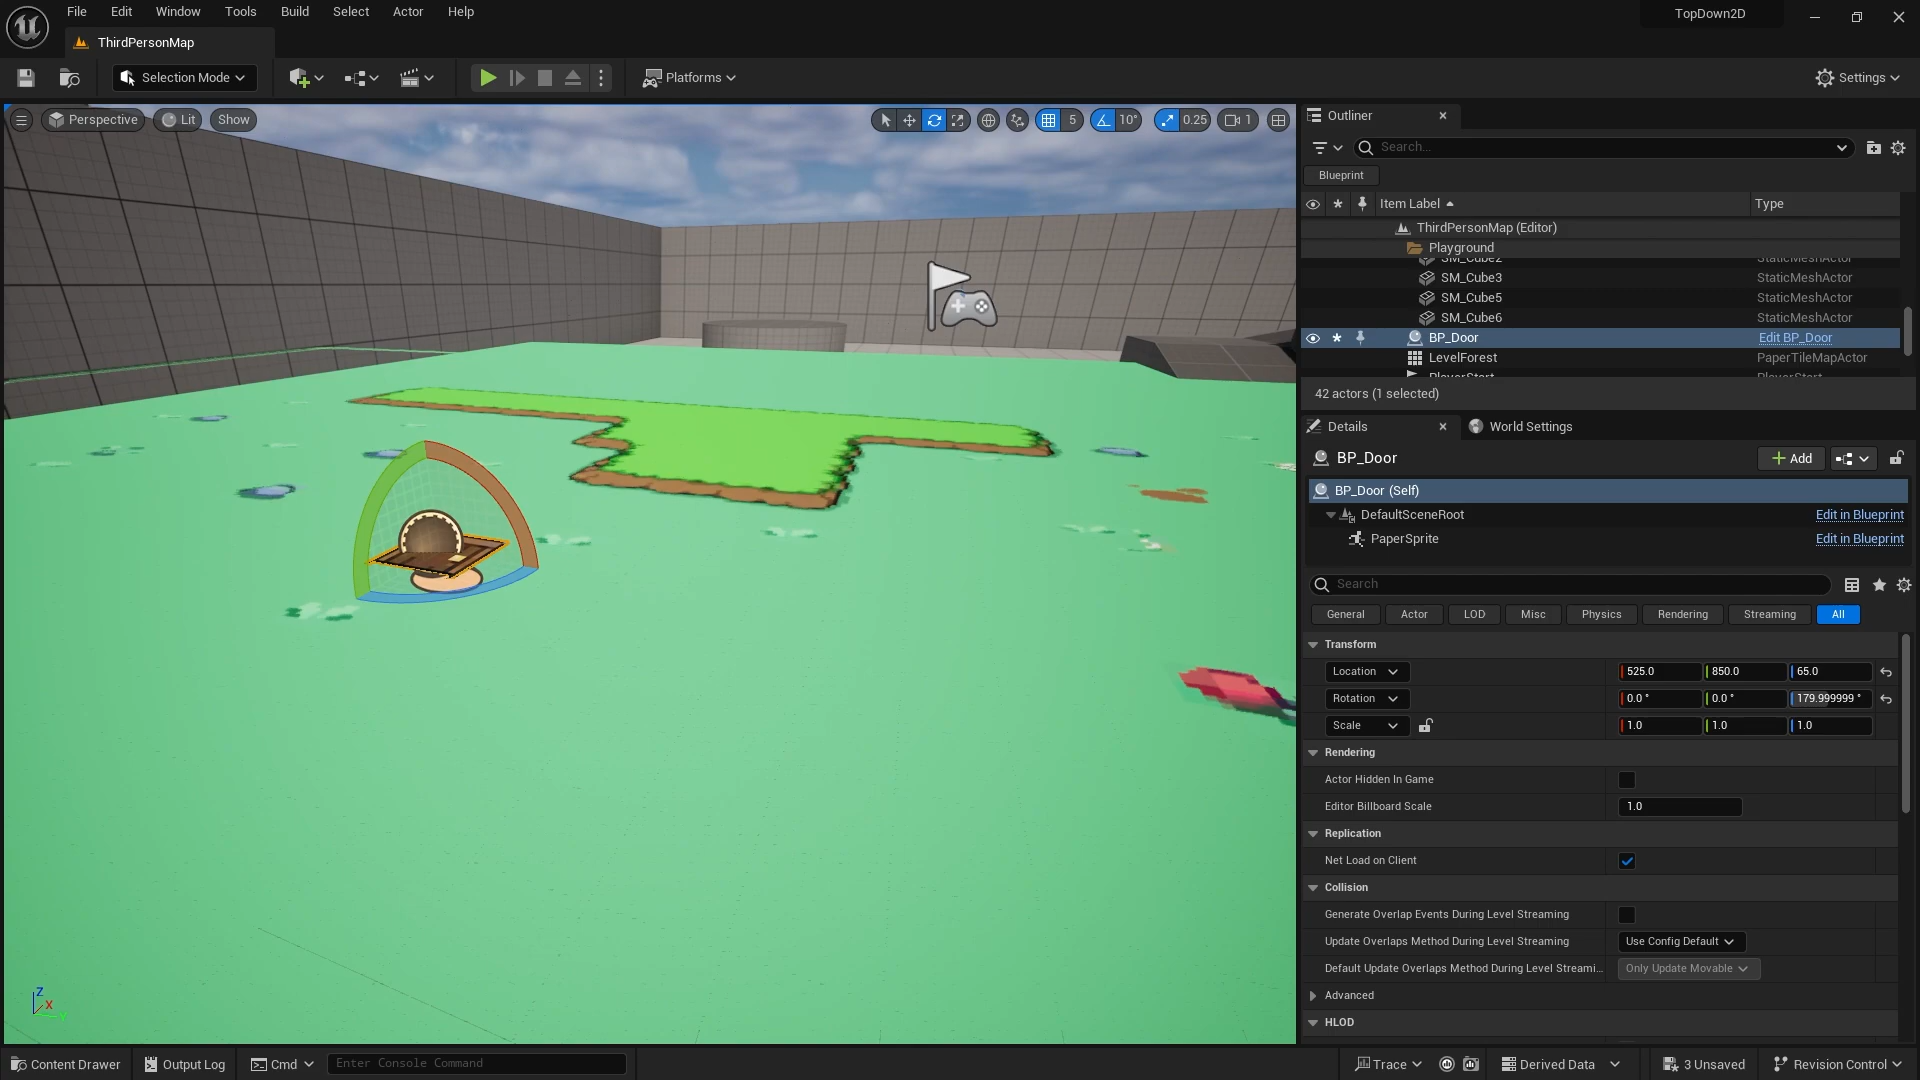 File Edit Window Tools Build Select Actor Help
TopDown2D
ThirdPersonMap
Selection Mode
Platforms
Settings
Perspective Lit Show
5 10° 0.25 1
Outliner
Search...
Blueprint
Item Label Type
ThirdPersonMap (Editor)
Playground
SM_Cube2 StaticMeshActor
SM_Cube3 StaticMeshActor
SM_Cube5 StaticMeshActor
SM_Cube6 StaticMeshActor
BP_Door Edit BP_Door
LevelForest PaperTileMapActor
PlayerStart PlayerStart
42 actors (1 selected)
Details World Settings
BP_Door Add
BP_Door (Self)
DefaultSceneRoot Edit in Blueprint
PaperSprite Edit in Blueprint
Search
General Actor LOD Misc Physics Rendering Streaming All
Transform
Location 525.0 850.0 65.0
Rotation 0.0 ° 0.0 ° 179.999999 °
Scale 1.0 1.0 1.0
Rendering
Actor Hidden In Game
Editor Billboard Scale 1.0
Replication
Net Load on Client
Collision
Generate Overlap Events During Level Streaming
Update Overlaps Method During Level Streaming Use Config Default
Default Update Overlaps Method During Level Streami... Only Update Movable
Advanced
HLOD
Z X Y
Content Drawer Output Log Cmd Enter Console Command Trace Derived Data 3 Unsaved Revision Control